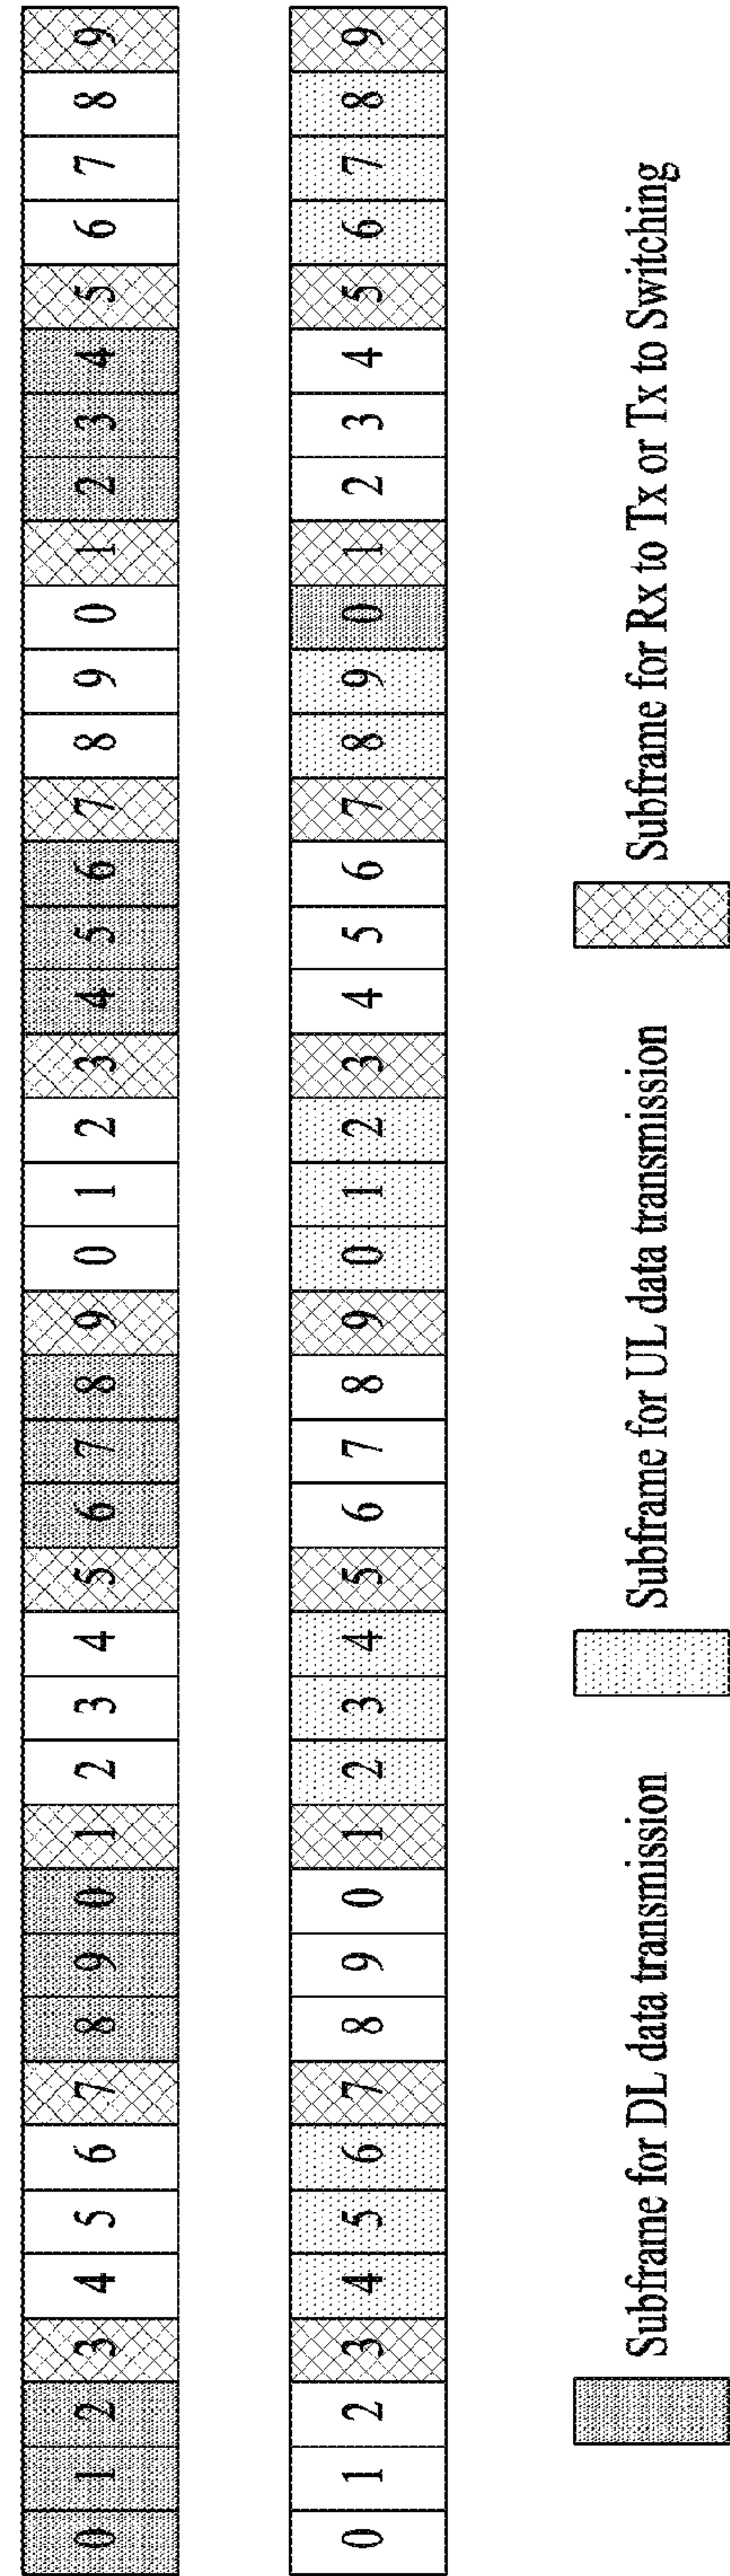 0 1 2 3 4 5 6 7 8 9 0 1 2 3 4 5 6 7 8 9 0 1 2 3 4 5 6 7 8 9 0 1 2 3 4 5 6 7 8 9
0 1 2 3 4 5 6 7 8 9 0 1 2 3 4 5 6 7 8 9 0 1 2 3 4 5 6 7 8 9 0 1 2 3 4 5 6 7 8 9
Subframe for DL data transmission
Subframe for UL data transmission
Subframe for Rx to Tx or Tx to Switching